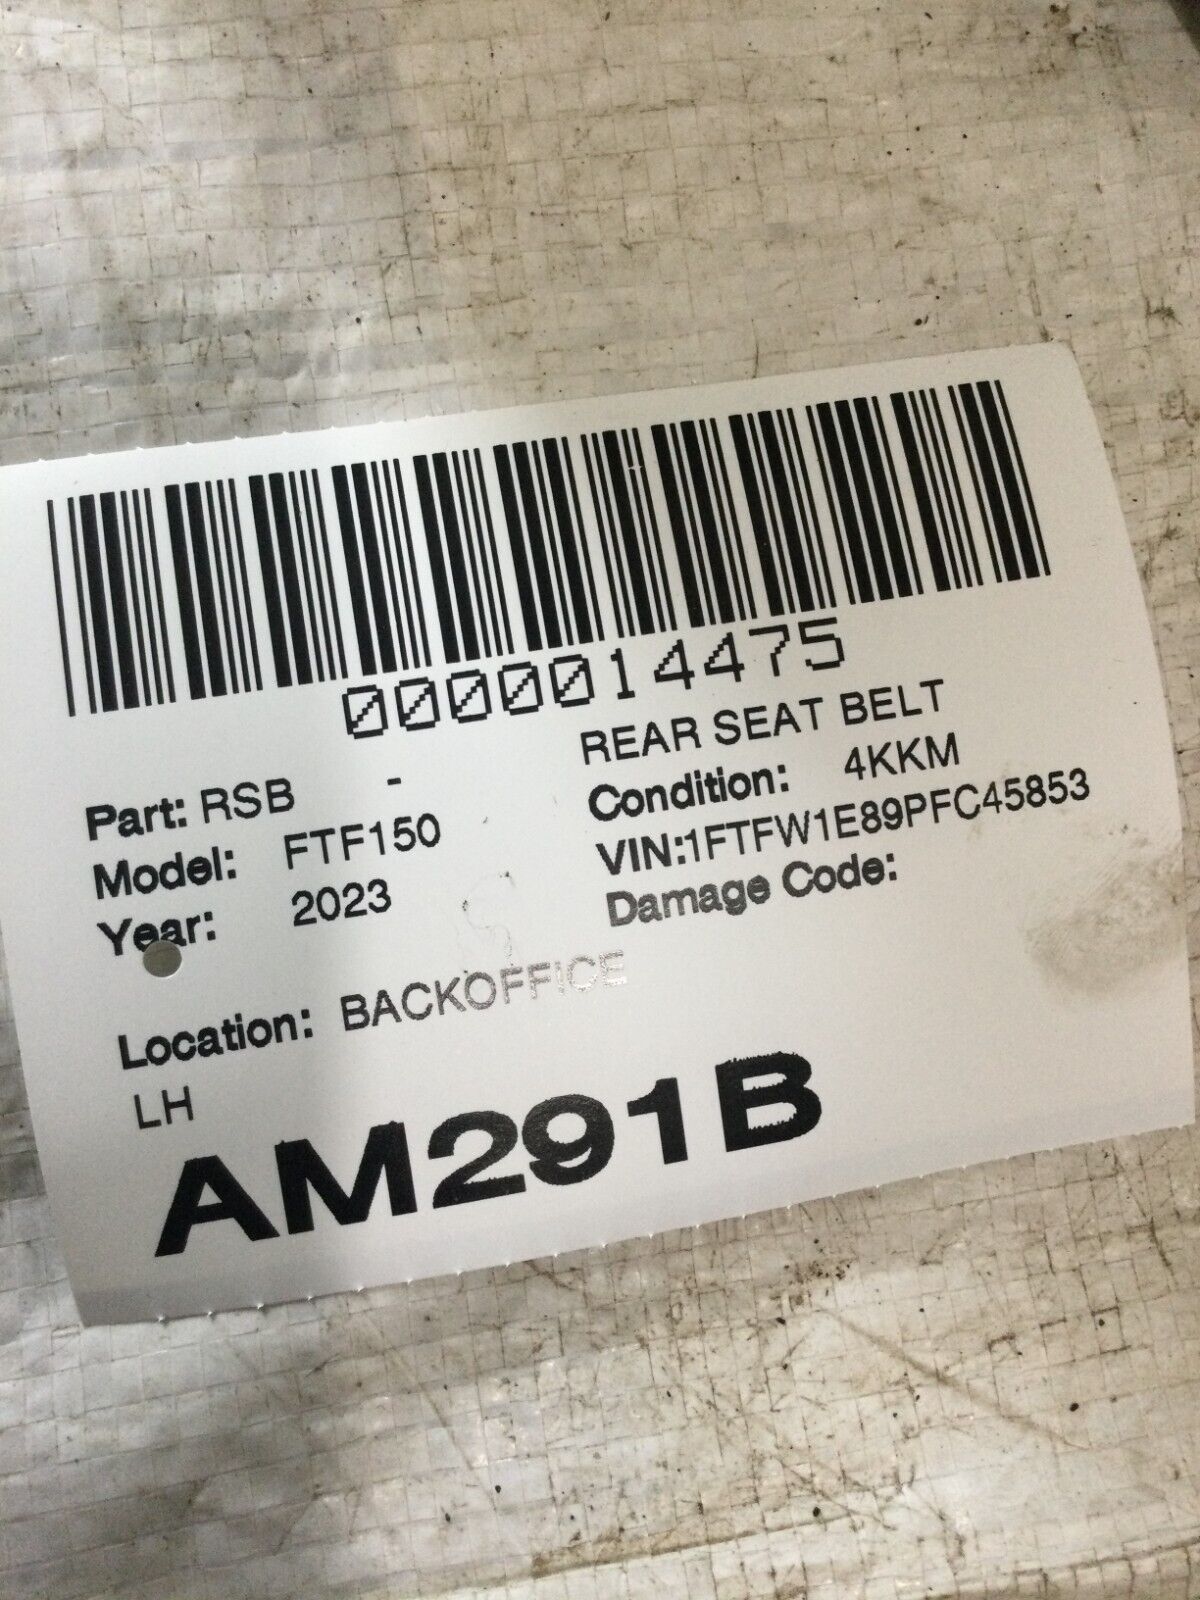 0000014475
Part: RSB - REAR SEAT BELT
Model: FTF150 Condition: 4KKM
Year: 2023 VIN:1FTFW1E89PFC45853
Damage Code:
Location: BACKOFFICE
LH
AM291B